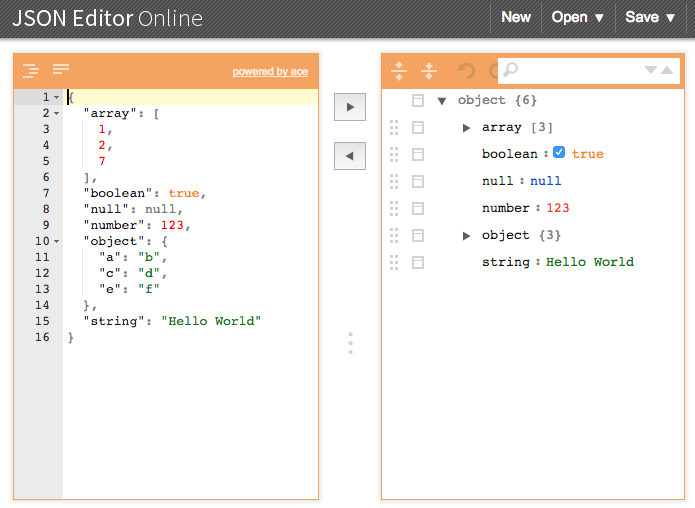 JSON Editor Online
New Open ▼ Save ▼
powered by ace
1 {
2 "array": [
3 1,
4 2,
5 7
6 ],
7 "boolean": true,
8 "null": null,
9 "number": 123,
10 "object": {
11 "a": "b",
12 "c": "d",
13 "e": "f"
14 },
15 "string": "Hello World"
16 }
object {6}
array [3]
boolean : true
null : null
number : 123
object {3}
string : Hello World